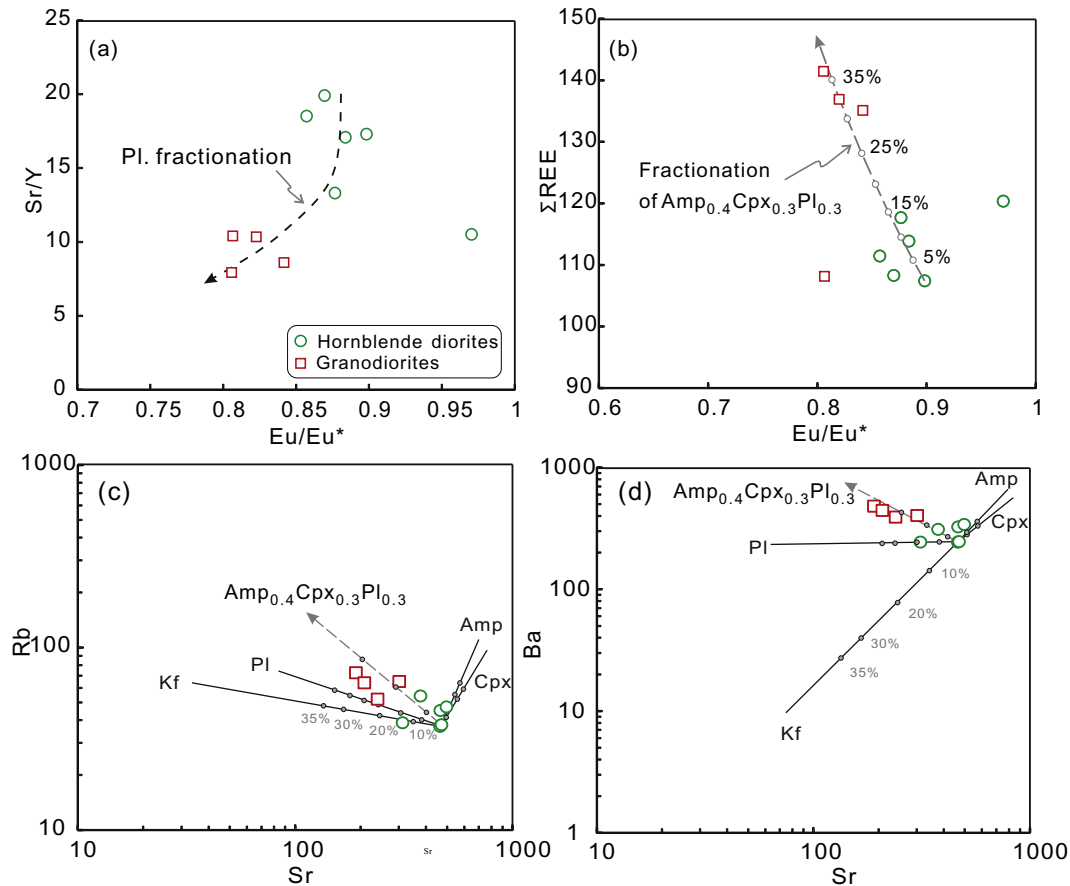 (a)
25
20
15
10
5
0
Sr/Y
Pl. fractionation
Hornblende diorites
Granodiorites
0.7
0.75
0.8
0.85
0.9
0.95
1
Eu/Eu*
(b)
150
140
130
120
110
100
90
ΣREE
35%
25%
15%
5%
Fractionation
of Amp0.4Cpx0.3Pl0.3
0.6
0.7
0.8
0.9
1
Eu/Eu*
(c)
1000
100
10
Rb
Amp0.4Cpx0.3Pl0.3
Amp
Pl
Kf
Cpx
35%
30%
20%
10%
10
100
1000
Sr
Sr
(d)
1000
100
10
1
Ba
Amp0.4Cpx0.3Pl0.3
Amp
Cpx
Pl
10%
20%
30%
35%
Kf
10
100
1000
Sr